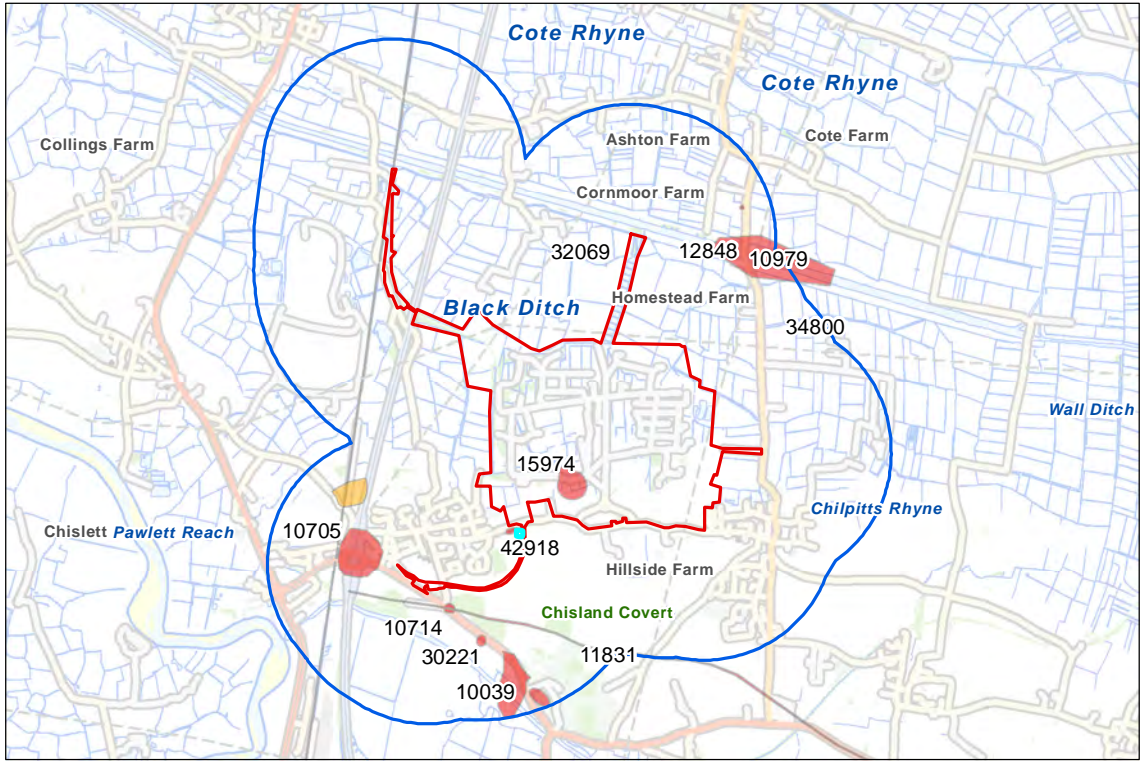 Cote Rhyne
Cote Rhyne
Collings Farm
Ashton Farm
Cote Farm
Cornmoor Farm
32069
12848
10979
Homestead Farm
Black Ditch
34800
Wall Ditch
15974
Chilpitts Rhyne
10705
Chislett
Pawlett Reach
42918
Hillside Farm
Chisland Covert
10714
30221
11831
10039